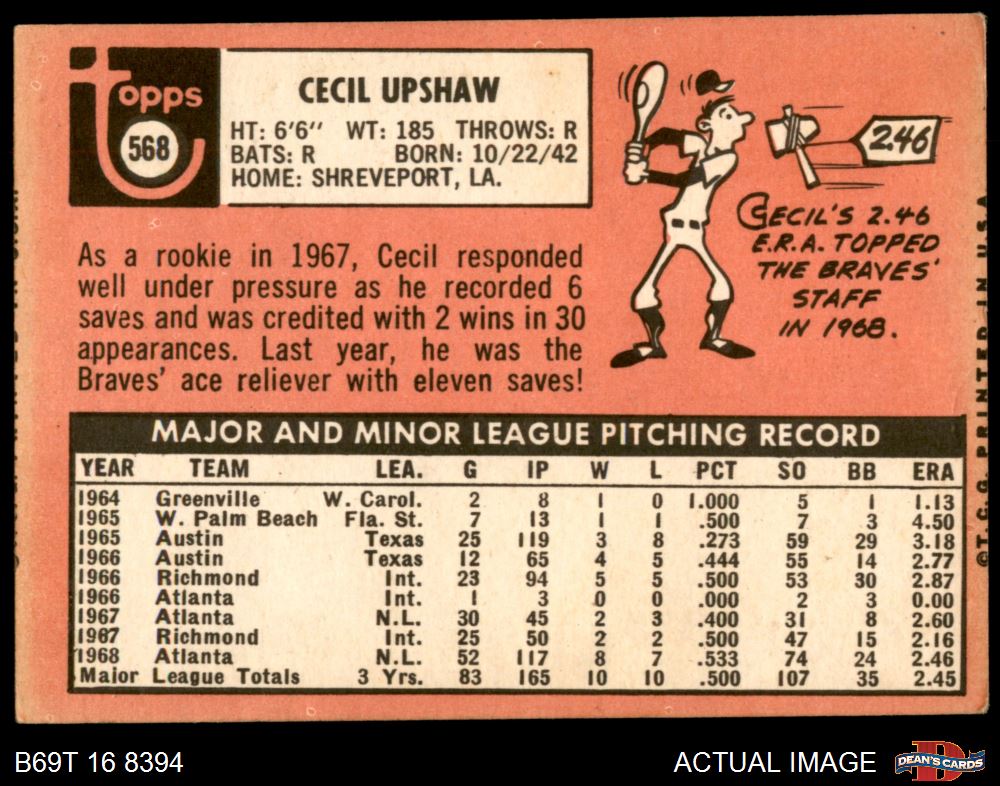 Topps
568
CECIL UPSHAW
HT: 6'6" WT: 185 THROWS: R
BATS: R BORN: 10/22/42
HOME: SHREVEPORT, LA.
As a rookie in 1967, Cecil responded
well under pressure as he recorded 6
saves and was credited with 2 wins in 30
appearances. Last year, he was the
Braves' ace reliever with eleven saves!
2.46
CECIL'S 2.46
E.R.A. TOPPED
THE BRAVES'
STAFF
IN 1968.
MAJOR AND MINOR LEAGUE PITCHING RECORD
YEAR TEAM LEA. G IP W L PCT SO BB ERA
1964 Greenville W. Carol. 2 8 1 0 1.000 5 1 1.13
1965 W. Palm Beach Fla. St. 7 13 1 1 .500 7 3 4.50
1965 Austin Texas 25 119 3 8 .273 59 29 3.18
1966 Austin Texas 12 65 4 5 .444 55 14 2.77
1966 Richmond Int. 23 94 5 5 .500 53 30 2.87
1966 Atlanta Int. 1 3 0 0 .000 2 3 0.00
1967 Atlanta N.L. 30 45 2 3 .400 31 8 2.60
1967 Richmond Int. 25 50 2 2 .500 47 15 2.16
1968 Atlanta N.L. 52 117 8 7 .533 74 24 2.46
Major League Totals 3 Yrs. 83 165 10 10 .500 107 35 2.45
©T.C.G. PRINTED IN U.S.A.
B69T 16 8394
ACTUAL IMAGE
DEAN'S CARDS